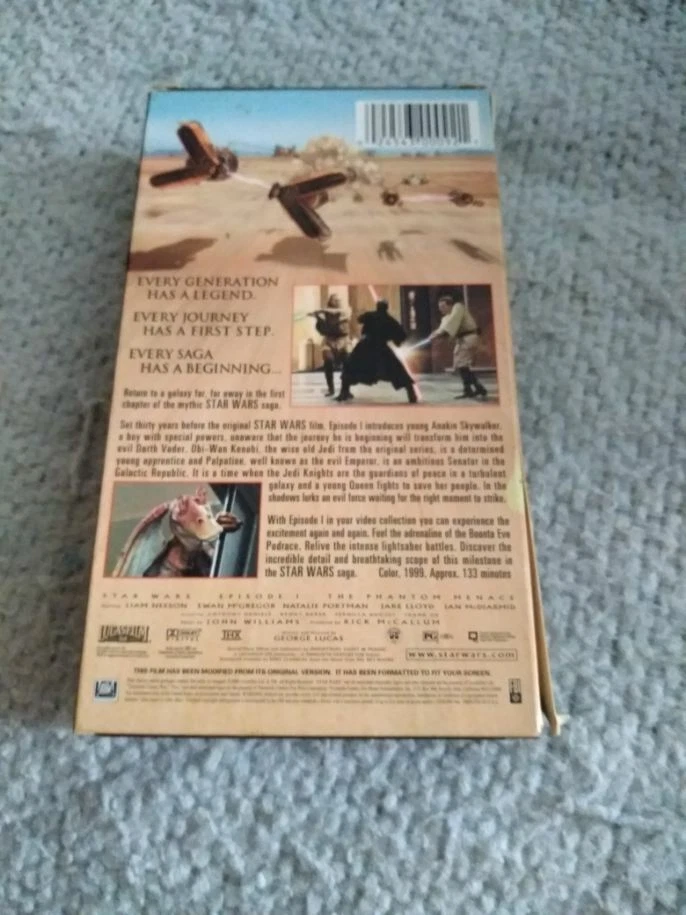 EVERY GENERATION
HAS A LEGEND.
EVERY JOURNEY
HAS A FIRST STEP.
EVERY SAGA
HAS A BEGINNING...
Return to a galaxy far, far away in the first
chapter of the mythic STAR WARS saga.
Set thirty years before the original STAR WARS film, Episode I introduces young Anakin Skywalker,
a boy with special powers, unaware that the journey he is beginning will transform him into the
evil Darth Vader. Obi-Wan Kenobi, the wise old Jedi from the original series, is a determined
young apprentice and Palpatine, well known as the evil Emperor, is an ambitious Senator in the
Galactic Republic. It is a time when the Jedi Knights are the guardians of peace in a turbulent
galaxy and a young Queen fights to save her people. In the
shadows lurks an evil force waiting for the right moment to strike.
With Episode I in your video collection you can experience the
excitement again and again. Feel the adrenaline of the Boonta Eve
Podrace. Relive the intense lightsaber battles. Discover the
incredible detail and breathtaking scope of this milestone in
the STAR WARS saga. Color, 1999, Approx. 133 minutes
STAR WARS EPISODE I THE PHANTOM MENACE
LIAM NEESON EWAN McGREGOR NATALIE PORTMAN JAKE LLOYD IAN McDIARMID
JOHN WILLIAMS RICK McCALLUM
GEORGE LUCAS
LUCASFILM
THX
PG
www.starwars.com
THIS FILM HAS BEEN MODIFIED FROM ITS ORIGINAL VERSION. IT HAS BEEN FORMATTED TO FIT YOUR SCREEN.